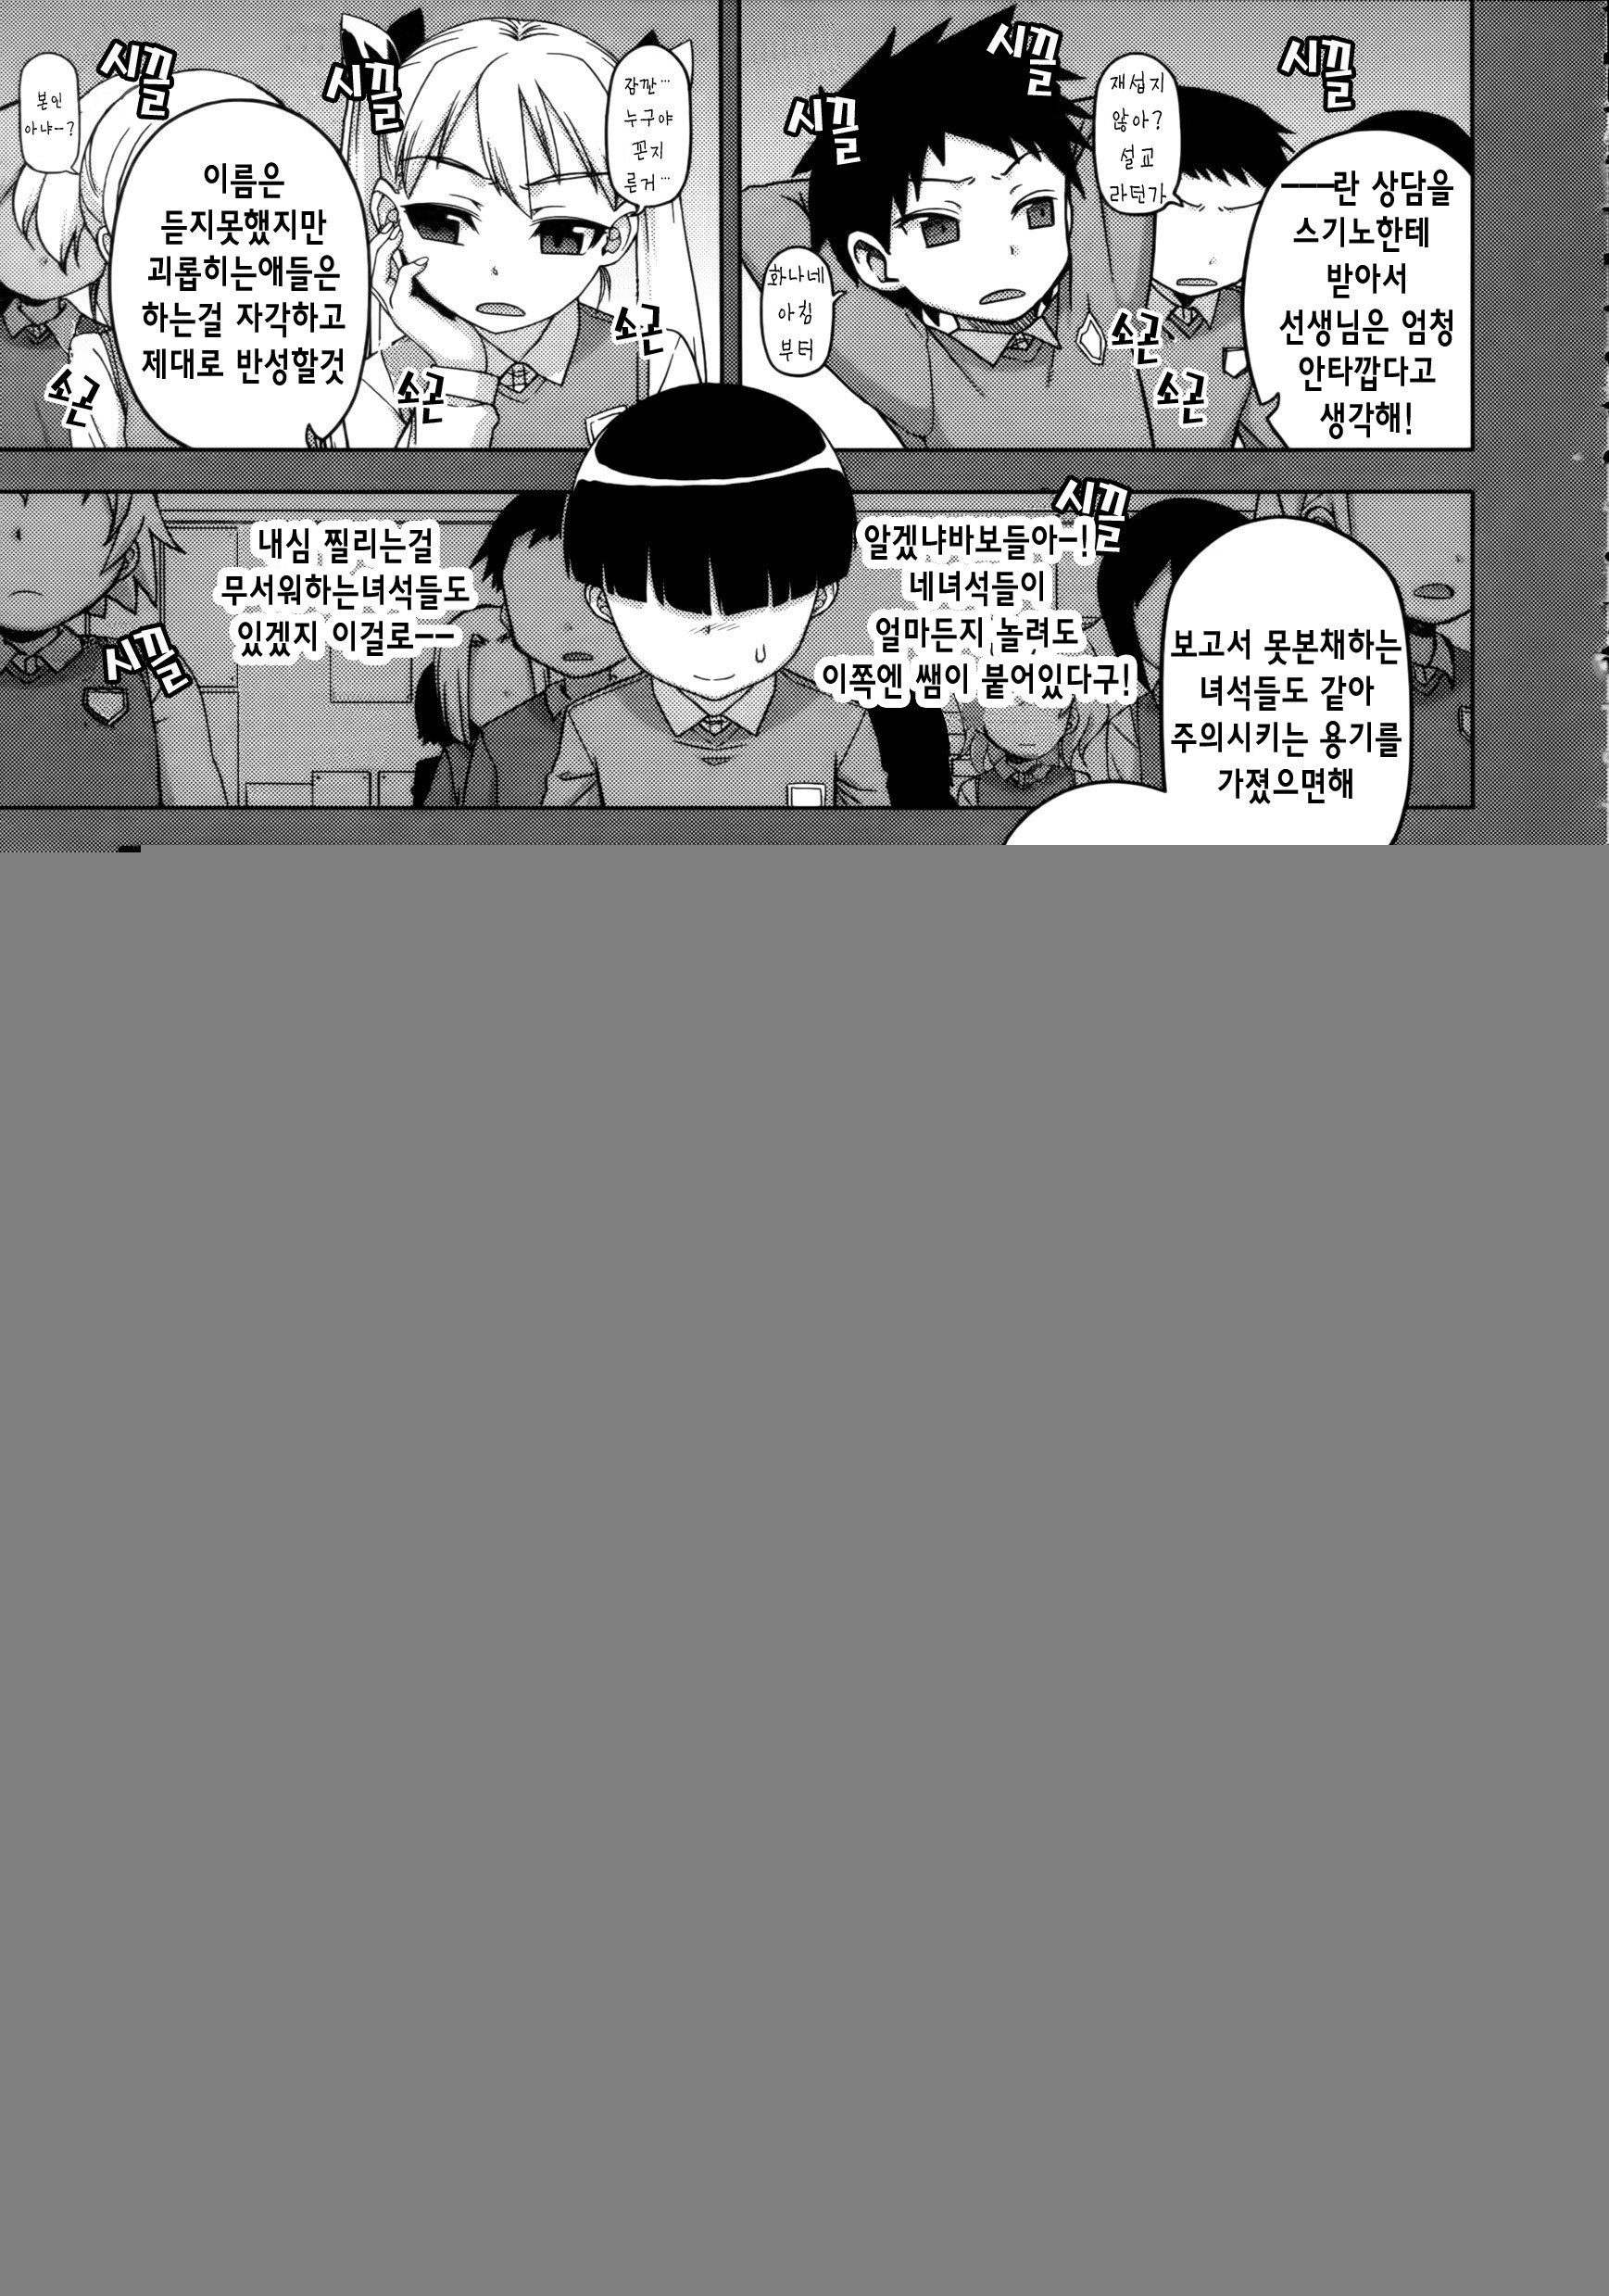 ---란 상담을
스기노한테
받아서
선생님은 엄청
안타깝다고
생각해!
재섭지
않아?
설교
라던가
화나네
아침
부터
시끌
시끌
시끌
소곤
소곤
잠깐…
누구야
꼰지
른거…
이름은
듣지못했지만
괴롭히는애들은
하는걸 자각하고
제대로 반성할것
본인
아냐-?
시끌
시끌
소곤
소곤
소곤
보고서 못본채하는
녀석들도 같아
주의시키는 용기를
가졌으면해
시끌
알겠냐바보들아-!
네녀석들이
얼마든지 놀려도
이쪽엔 쌤이 붙어있다구!
내심 찔리는걸
무서워하는녀석들도
있겠지 이걸로--
시끌